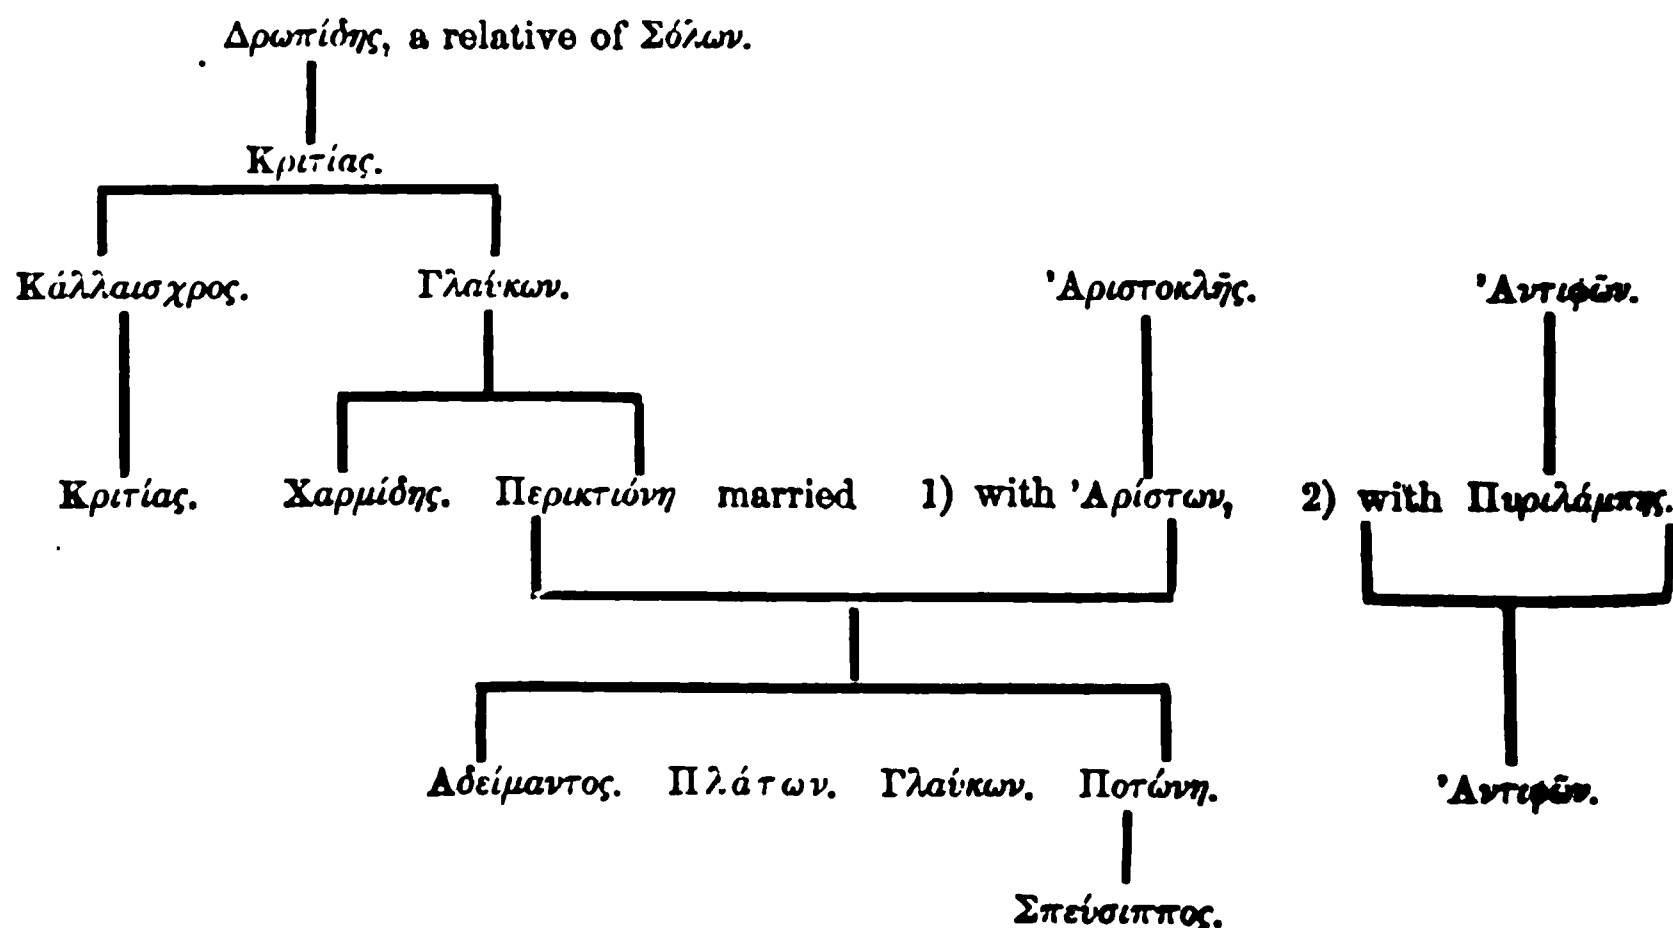 Δρωπίδης, a relative of Σόλων.
Κριτίας.
Κάλλαισχρος. Γλαύκων. Ἀριστοκλῆς. Ἀντιφῶν.
Κριτίας. Χαρμίδης. Περικτιόνη married 1) with Ἀρίστων, 2) with Πυριλάμπης.
Αδείμαντος. Πλάτων. Γλαύκων. Ποτώνη. Ἀντιφῶν.
Σπεύσιππος.